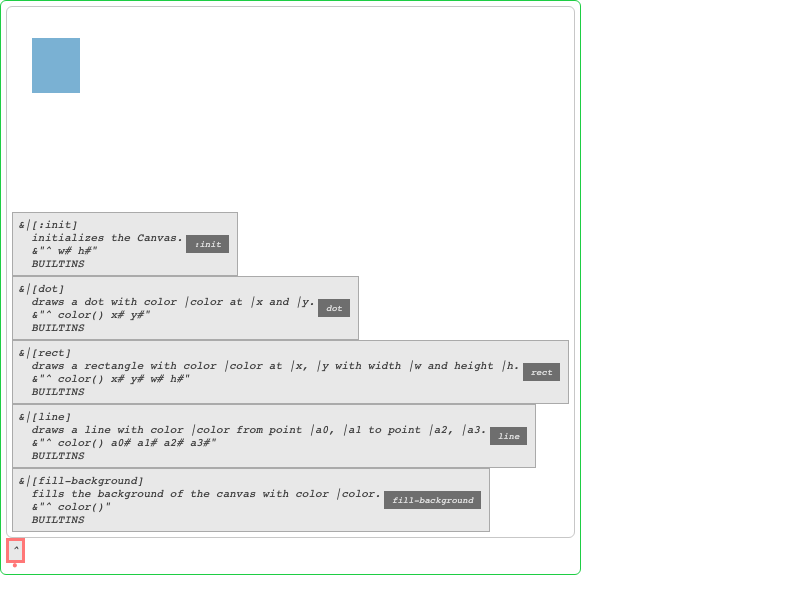 &|[:init]
initializes the Canvas. :init
&"^ w# h#"
BUILTINS
&|[dot]
draws a dot with color |color at |x and |y. dot
&"^ color() x# y#"
BUILTINS
&|[rect]
draws a rectangle with color |color at |x, |y with width |w and height |h. rect
&"^ color() x# y# w# h#"
BUILTINS
&|[line]
draws a line with color |color from point |a0, |a1 to point |a2, |a3. line
&"^ color() a0# a1# a2# a3#"
BUILTINS
&|[fill-background]
fills the background of the canvas with color |color. fill-background
&"^ color()"
BUILTINS
^